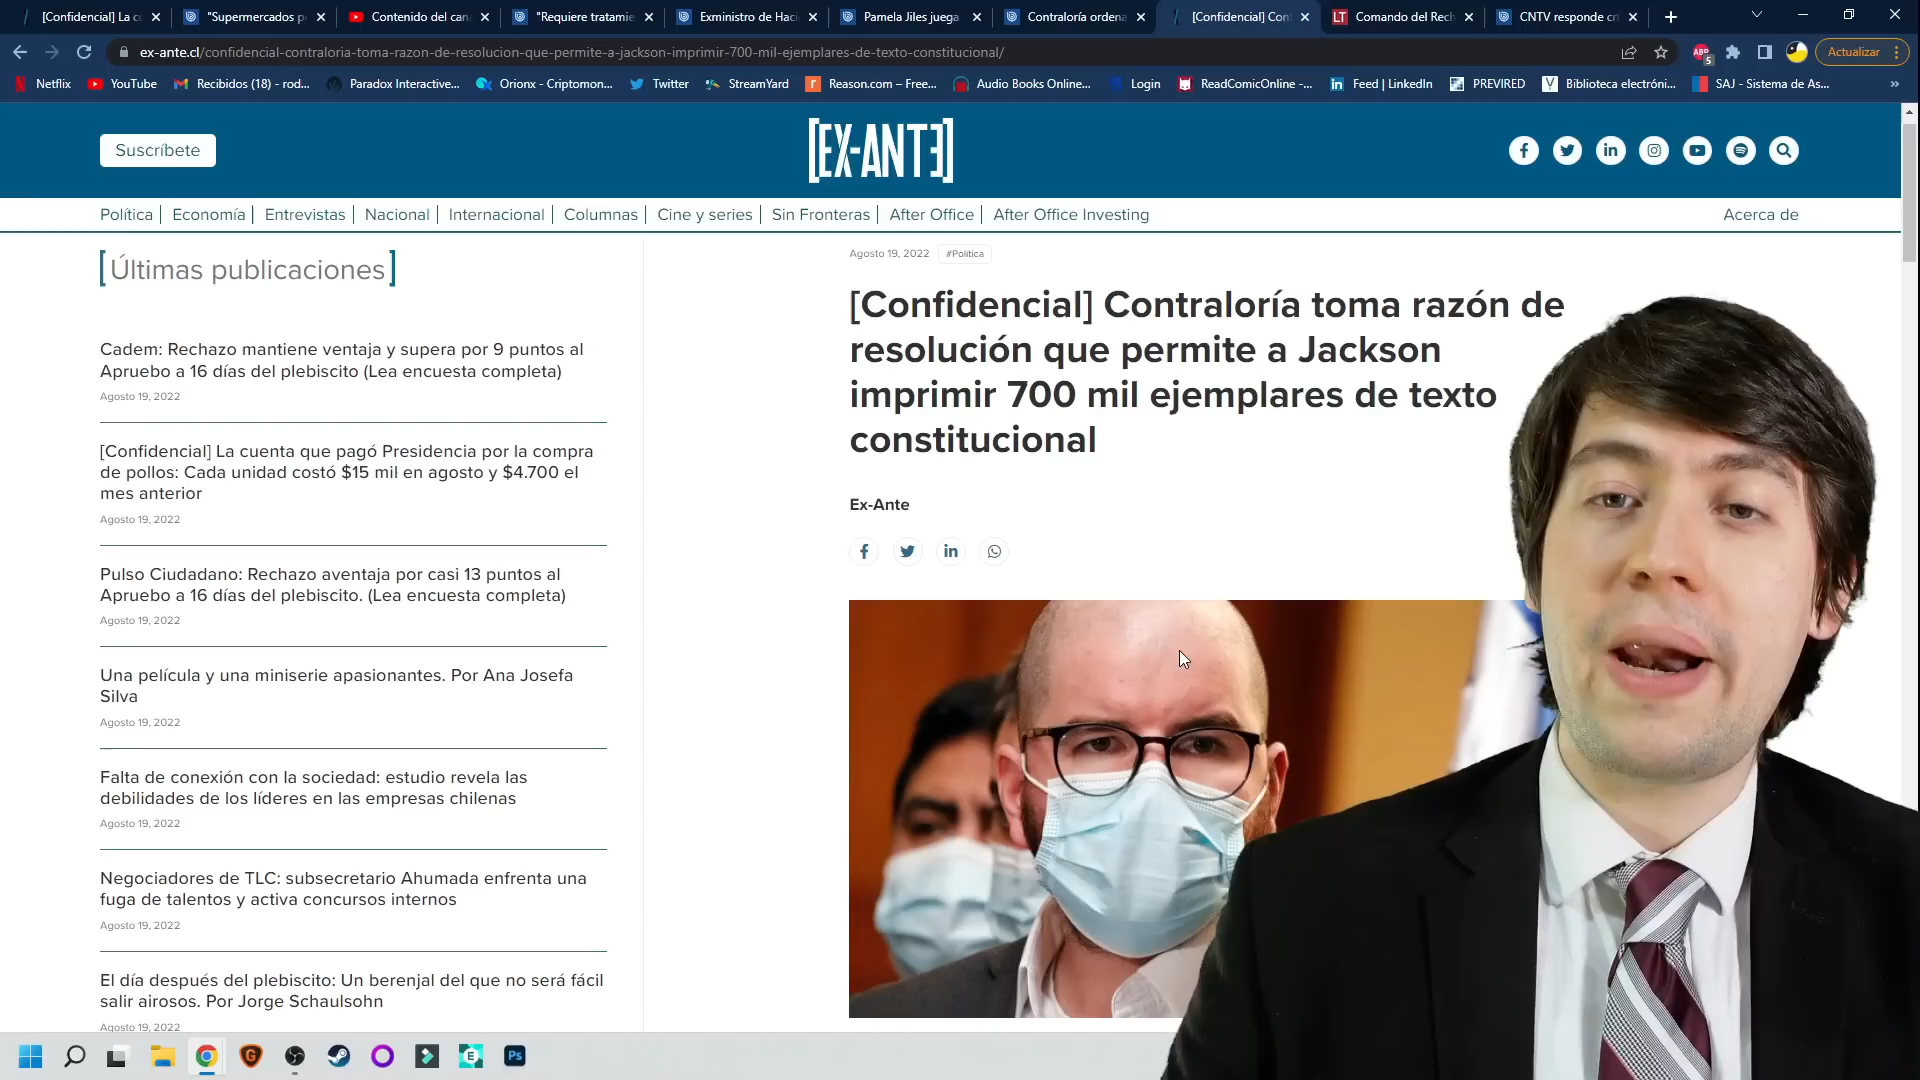 [Confidencial] La cu
"Supermercados p
Contenido del can
"Requiere tratamie
Exministro de Haci
Pamela Jiles juega
Contraloría ordena
[Confidencial] Con
LT Comando del Rech
CNTV responde cri
ex-ante.cl/confidencial-contraloria-toma-razon-de-resolucion-que-permite-a-jackson-imprimir-700-mil-ejemplares-de-texto-constitucional/
ABP
5
Actualizar
Netflix
YouTube
Recibidos (18) - rod...
Paradox Interactive...
Orionx - Criptomon...
Twitter
StreamYard
Reason.com – Free...
Audio Books Online...
Login
ReadComicOnline -...
Feed | LinkedIn
PREVIRED
Biblioteca electróni...
SAJ - Sistema de As...
»
Suscríbete
[EX-ANTE]
Política | Economía | Entrevistas | Nacional | Internacional | Columnas | Cine y series | Sin Fronteras | After Office | After Office Investing
Acerca de
[Últimas publicaciones]
Cadem: Rechazo mantiene ventaja y supera por 9 puntos al
Apruebo a 16 días del plebiscito (Lea encuesta completa)
Agosto 19, 2022
[Confidencial] La cuenta que pagó Presidencia por la compra
de pollos: Cada unidad costó $15 mil en agosto y $4.700 el
mes anterior
Agosto 19, 2022
Pulso Ciudadano: Rechazo aventaja por casi 13 puntos al
Apruebo a 16 días del plebiscito. (Lea encuesta completa)
Agosto 19, 2022
Una película y una miniserie apasionantes. Por Ana Josefa
Silva
Agosto 19, 2022
Falta de conexión con la sociedad: estudio revela las
debilidades de los líderes en las empresas chilenas
Agosto 19, 2022
Negociadores de TLC: subsecretario Ahumada enfrenta una
fuga de talentos y activa concursos internos
Agosto 19, 2022
El día después del plebiscito: Un berenjal del que no será fácil
salir airosos. Por Jorge Schaulsohn
Agosto 19, 2022
Agosto 19, 2022 #Política
[Confidencial] Contraloría toma razón de
resolución que permite a Jackson
imprimir 700 mil ejemplares de texto
constitucional
Ex-Ante
Ps